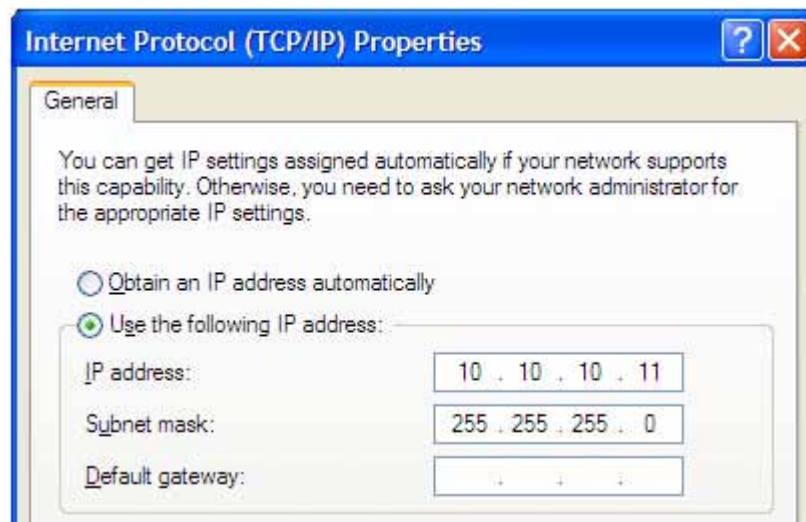 Internet Protocol (TCP/IP) Properties
General
You can get IP settings assigned automatically if your network supports
this capability. Otherwise, you need to ask your network administrator for
the appropriate IP settings.
Obtain an IP address automatically
Use the following IP address:
IP address: 10 . 10 . 10 . 11
Subnet mask: 255 . 255 . 255 . 0
Default gateway: . . .